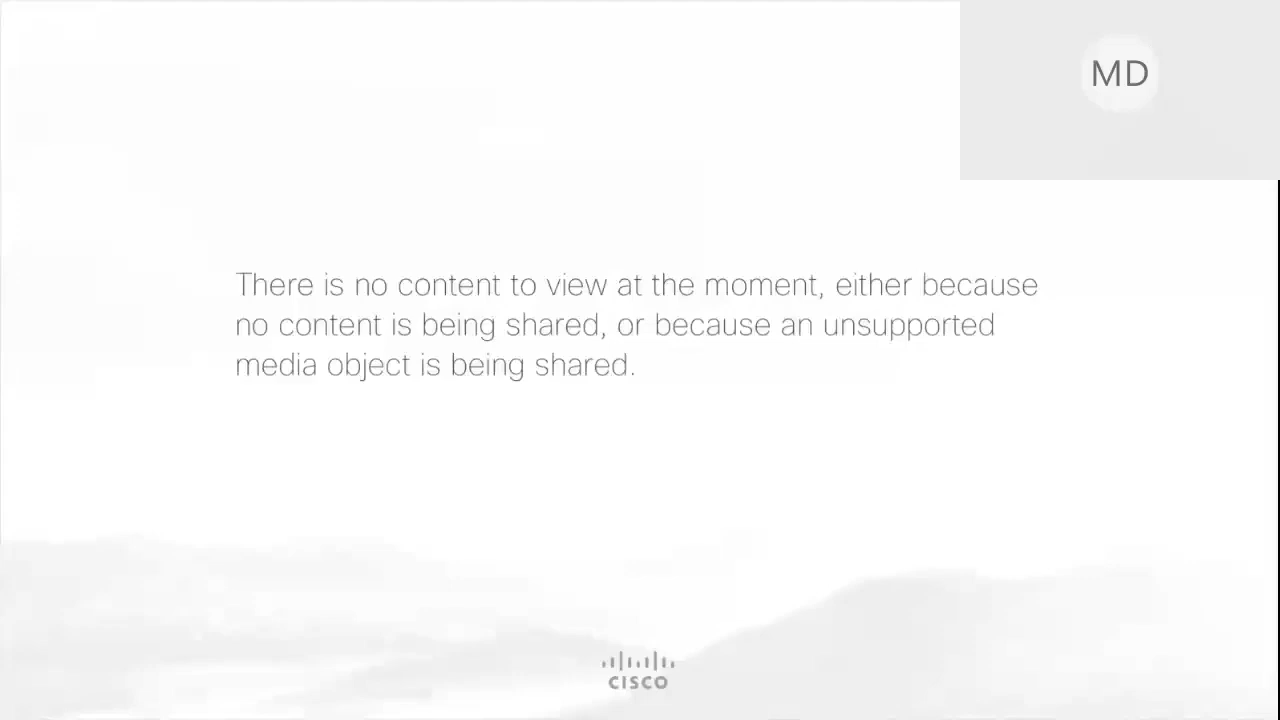 MD
There is no content to view at the moment, either because
no content is being shared, or because an unsupported
media object is being shared.
CISCO